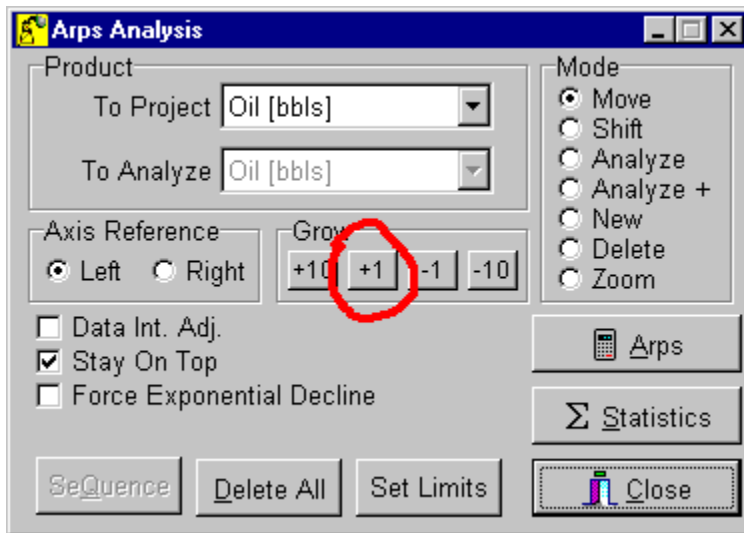 Arps Analysis
Product
To Project Oil [bbls]
To Analyze Oil [bbls]
Mode
Move
Shift
Analyze
Analyze +
New
Delete
Zoom
Axis Reference
Left Right
Grow
+10 +1 -1 -10
Data Int. Adj.
Stay On Top
Force Exponential Decline
Arps
Σ Statistics
SeQuence Delete All Set Limits Close